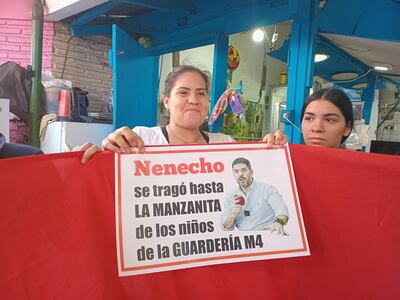 Nenecho
se tragó hasta
LA MANZANITA
de los niños
de la GUARDERÍA M4